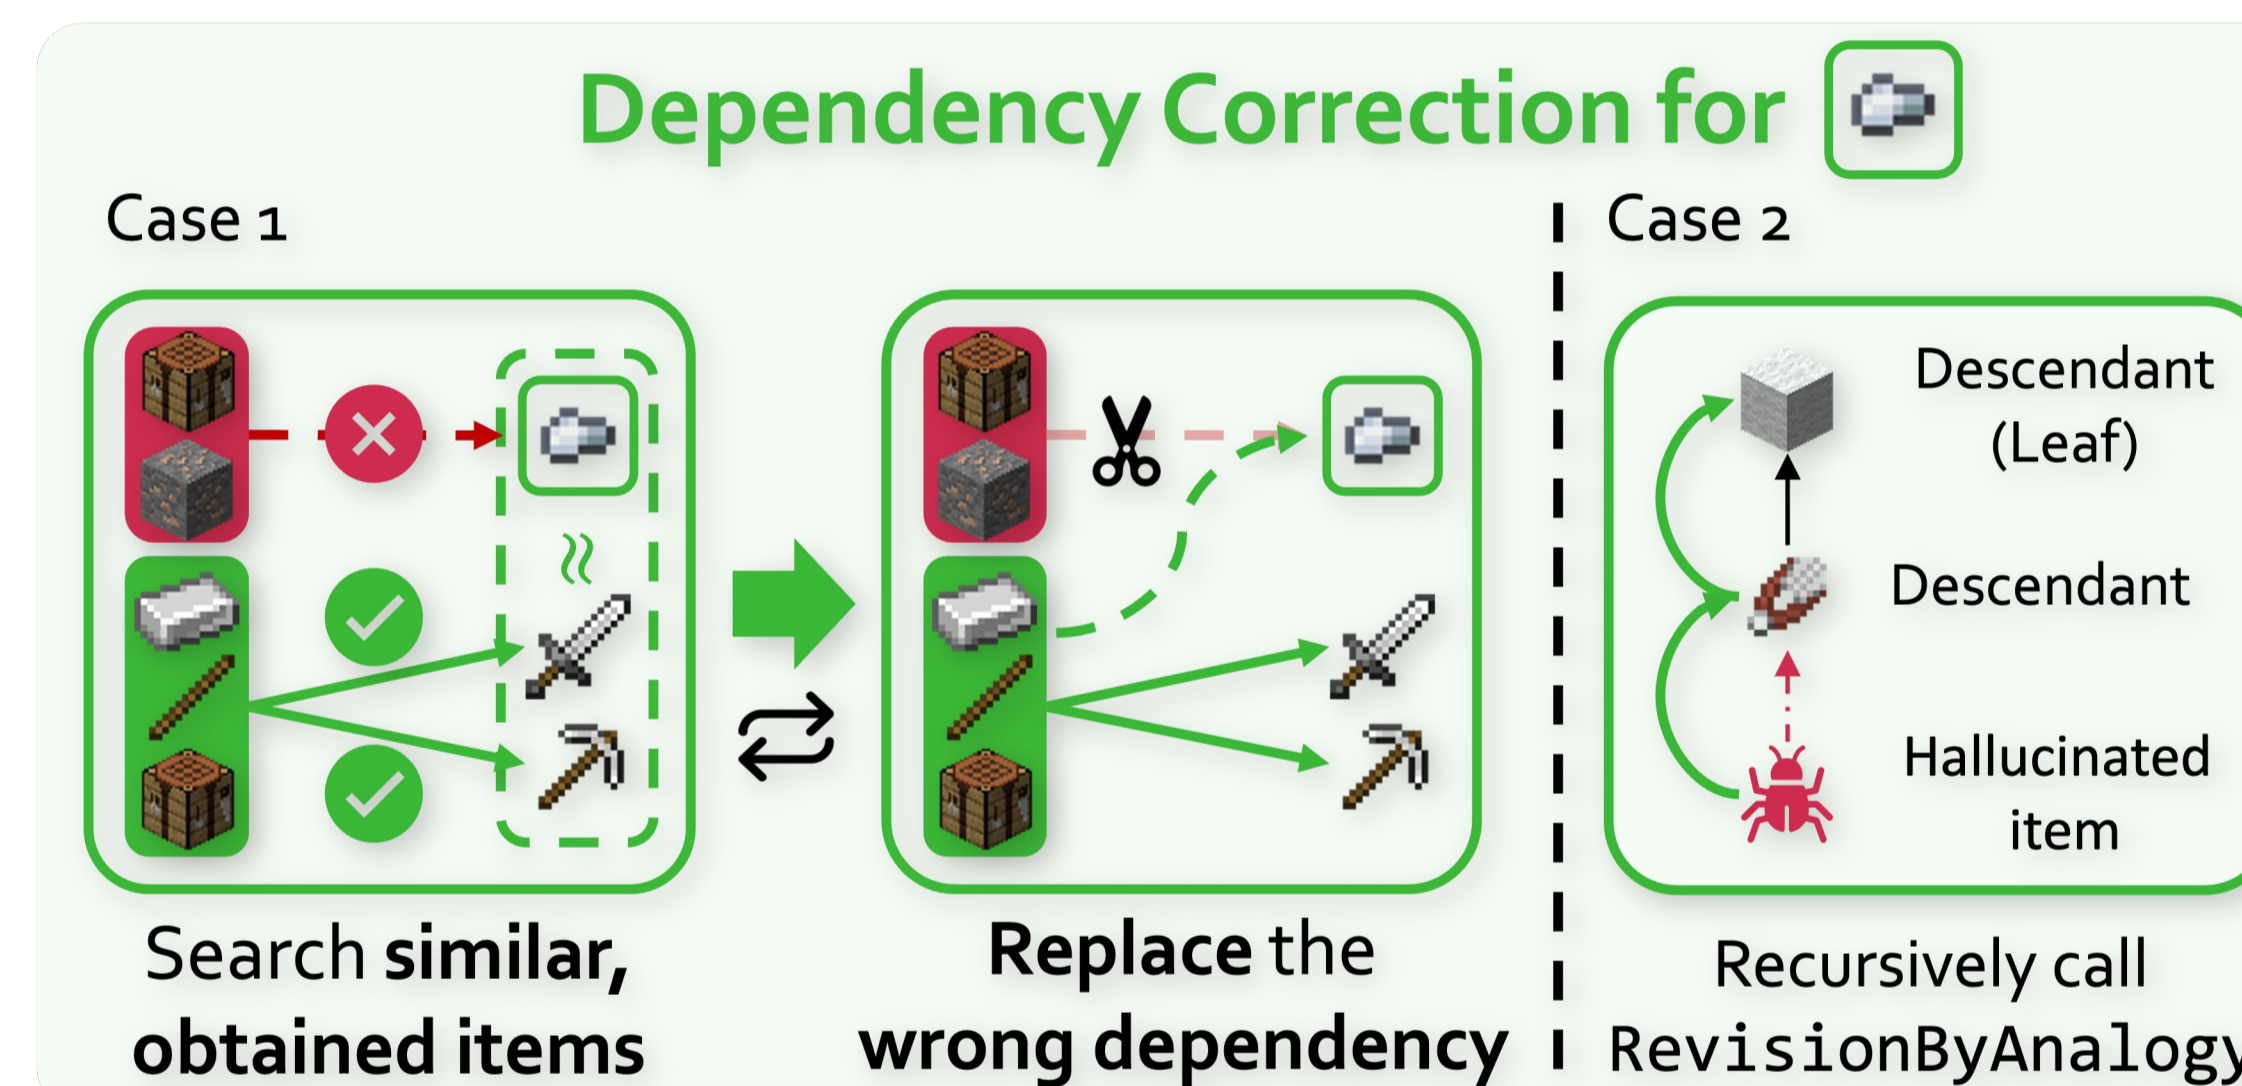 Dependency Correction for
Case 1
Search similar,
obtained items
Replace the
wrong dependency
Case 2
Descendant
(Leaf)
Descendant
Hallucinated
item
Recursively call
RevisionByAnalogy